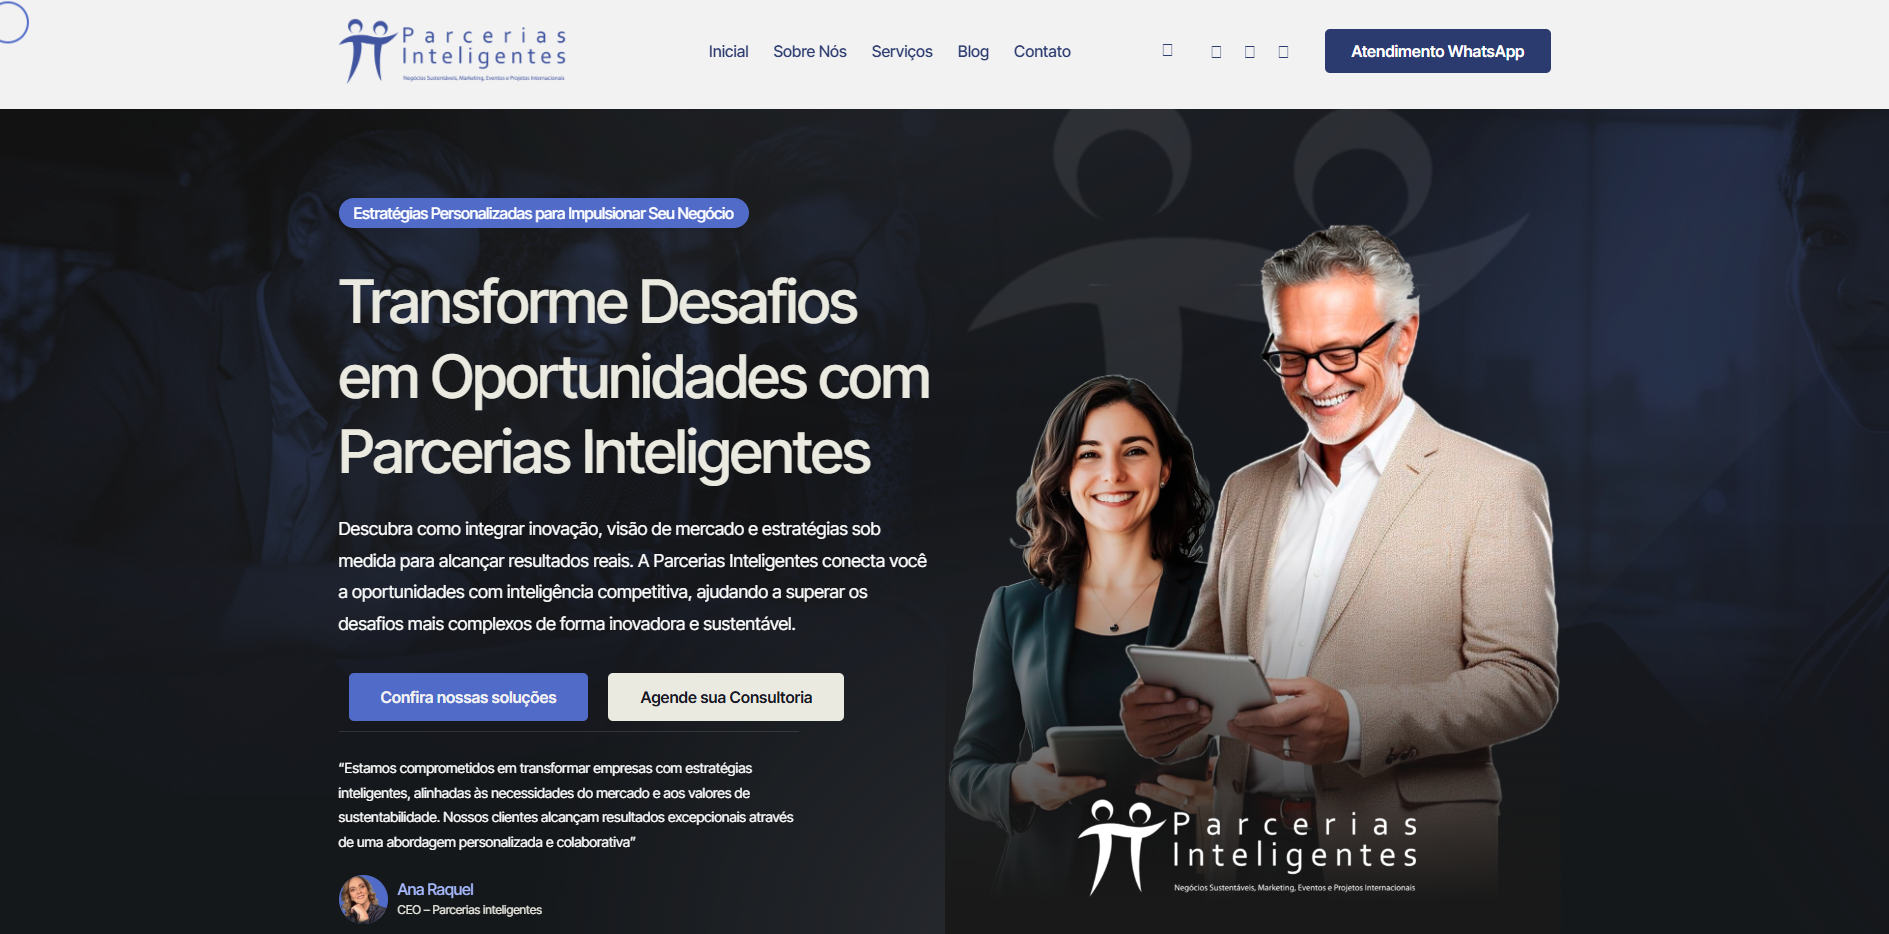 Parcerias
Inteligentes
Negócios Sustentáveis, Marketing, Eventos e Projetos Internacionais
Inicial Sobre Nós Serviços Blog Contato
Atendimento WhatsApp
Estratégias Personalizadas para Impulsionar Seu Negócio
Transforme Desafios
em Oportunidades com
Parcerias Inteligentes
Descubra como integrar inovação, visão de mercado e estratégias sob
medida para alcançar resultados reais. A Parcerias Inteligentes conecta você
a oportunidades com inteligência competitiva, ajudando a superar os
desafios mais complexos de forma inovadora e sustentável.
Confira nossas soluções
Agende sua Consultoria
“Estamos comprometidos em transformar empresas com estratégias
inteligentes, alinhadas às necessidades do mercado e aos valores de
sustentabilidade. Nossos clientes alcançam resultados excepcionais através
de uma abordagem personalizada e colaborativa”
Ana Raquel
CEO – Parcerias inteligentes
Parcerias
Inteligentes
Negócios Sustentáveis, Marketing, Eventos e Projetos Internacionais